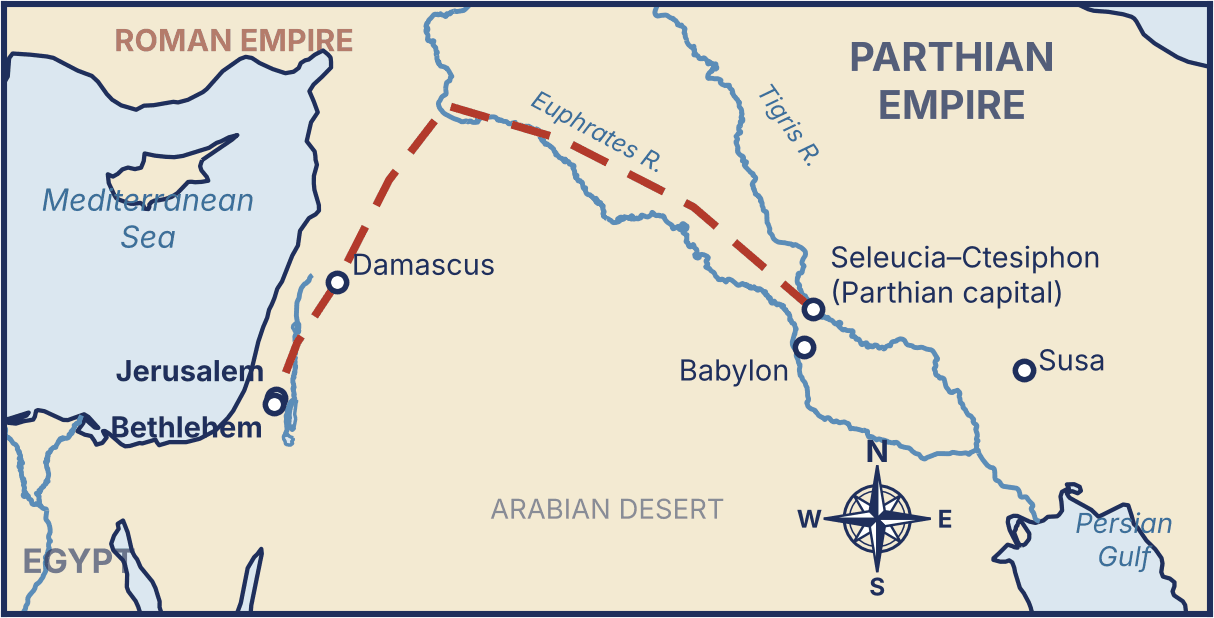 ROMAN EMPIRE
PARTHIAN
EMPIRE
Euphrates R.
Tigris R.
Mediterranean
Sea
Damascus
Seleucia–Ctesiphon
(Parthian capital)
Jerusalem
Babylon
Susa
Bethlehem
N
ARABIAN DESERT
W
E
Persian
Gulf
EGYPT
S